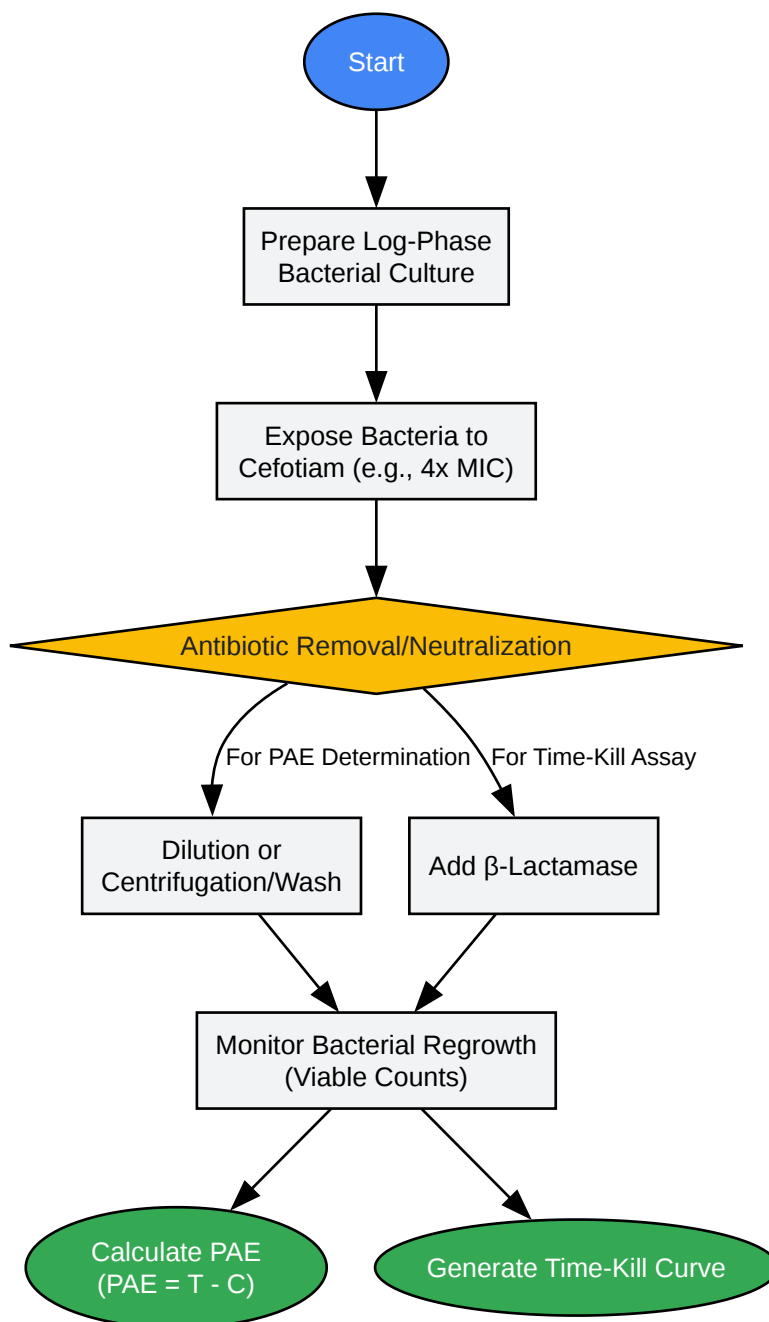 Start
Prepare Log-Phase
Bacterial Culture
Expose Bacteria to
Cefotiam (e.g., 4x MIC)
Antibiotic Removal/Neutralization
For PAE Determination
For Time-Kill Assay
Dilution or
Centrifugation/Wash
Add β-Lactamase
Monitor Bacterial Regrowth
(Viable Counts)
Calculate PAE
(PAE = T - C)
Generate Time-Kill Curve